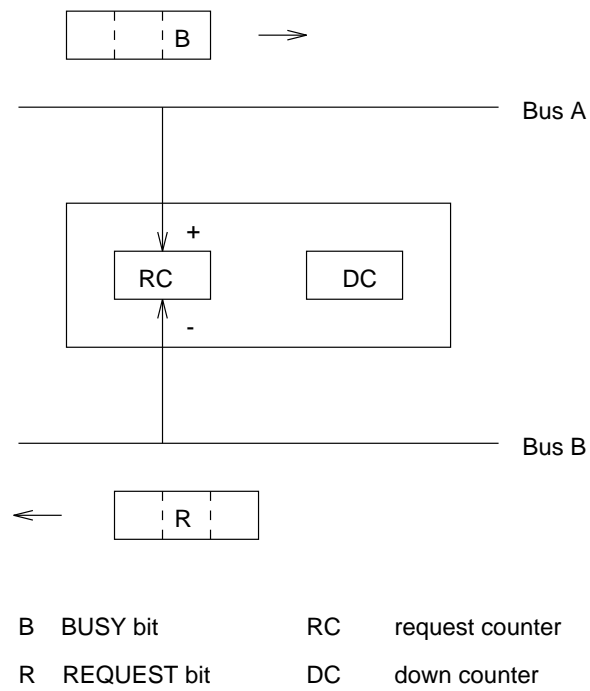 B
Bus A
+
RC
DC
-
Bus B
R
B BUSY bit RC request counter
R REQUEST bit DC down counter